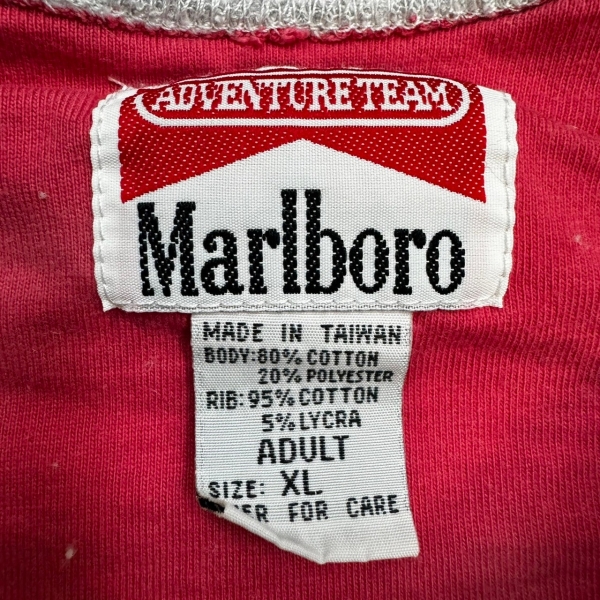 ADVENTURE TEAM
Marlboro
MADE IN TAIWAN
BODY: 80% COTTON
20% POLYESTER
RIB: 95% COTTON
5% LYCRA
ADULT
SIZE: XL
FOR CARE